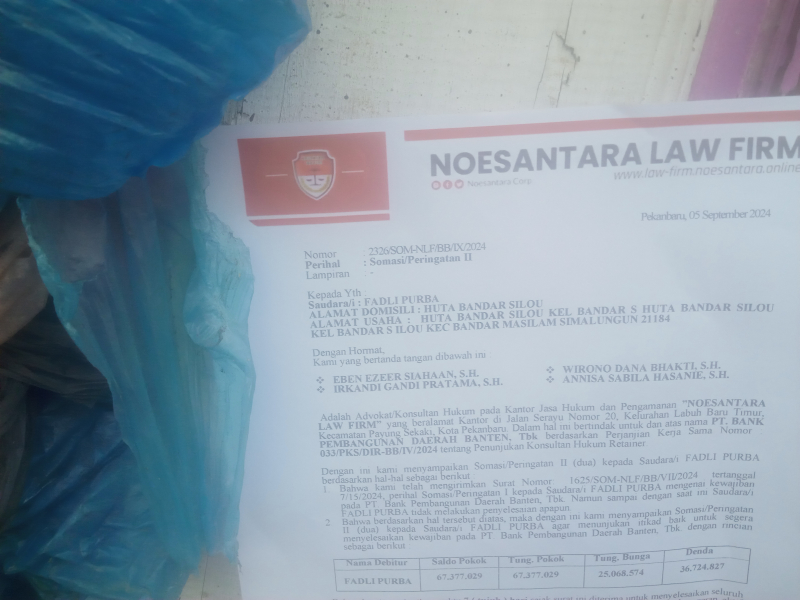 NOESANTARA LAW FIRM
www.law-firm.noesantara.online
Noesantara Corp
Pekanbaru, 05 September 2024
Nomor : 2326/SOM-NLF/BB/IX/2024
Perihal : Somasi/Peringatan II
Lampiran : -
Kepada Yth :
Saudara/i : FADLI PURBA
ALAMAT DOMISILI : HUTA BANDAR SILOU
ALAMAT USAHA : HUTA BANDAR SILOU KEL BANDAR S HUTA BANDAR SILOU
KEL BANDAR S ILOU KEC BANDAR MASILAM SIMALUNGUN 21184
Dengan Hormat,
Kami yang bertanda tangan dibawah ini :
❖ EBEN EZEER SIAHAAN, S.H. ❖ WIRONO DANA BHAKTI, S.H.
❖ IRKANDI GANDI PRATAMA, S.H. ❖ ANNISA SABILA HASANIE, S.H.
Adalah Advokat/Konsultan Hukum pada Kantor Jasa Hukum dan Pengamanan "NOESANTARA
LAW FIRM" yang beralamat Kantor di Jalan Serayu Nomor 20, Kelurahan Labuh Baru Timur,
Kecamatan Payung Sekaki, Kota Pekanbaru. Dalam hal ini bertindak untuk dan atas nama PT. BANK
PEMBANGUNAN DAERAH BANTEN, Tbk berdasarkan Perjanjian Kerja Sama Nomor
033/PKS/DIR-BB/IV/2024 tentang Penunjukan Konsultan Hukum Retainer.
Dengan ini kami menyampaikan Somasi/Peringatan II (dua) kepada Saudara/i FADLI PURBA
berdasarkan hal-hal sebagai berikut
1. Bahwa kami telah mengirimkan Surat Nomor 1625/SOM-NLF/BB/VII/2024 tertanggal
7/15/2024, perihal Somasi/Peringatan I kepada Saudara/i FADLI PURBA mengenai kewajiban
pada PT. Bank Pembangunan Daerah Banten, Tbk. Namun sampai dengan saat ini Saudara/i
FADLI PURBA tidak melakukan penyelesaian apapun.
2. Bahwa berdasarkan hal tersebut diatas, maka dengan ini kami menyampaikan Somasi/Peringatan
II (dua) kepada Saudara/i FADLI PURBA agar menunjukan itikad baik untuk segera
menyelesaikan kewajiban pada PT Bank Pembangunan Daerah Banten, Tbk dengan rincian
sebagai berikut
Nama Debitur Saldo Pokok Tung. Pokok Tung. Bunga Denda
FADLI PURBA 67.377.029 67.377.029 25.068.574 36.724.827